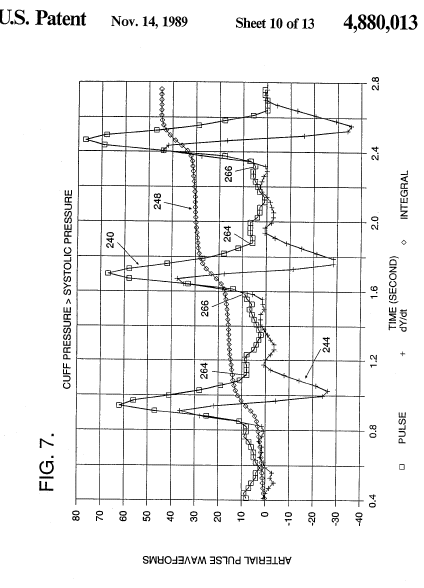 U.S. Patent Nov. 14, 1989 Sheet 10 of 13 4,880,013
FIG. 7.
CUFF PRESSURE > SYSTOLIC PRESSURE
ARTERIAL PULSE WAVEFORMS
80
70
60
50
40
30
20
10
0
-10
-20
-30
-40
240
248
264
266
264
266
244
0.4 0.8 1.2 1.6 2.0 2.4 2.8
TIME (SECOND)
□ PULSE + dY/dt ◇ INTEGRAL